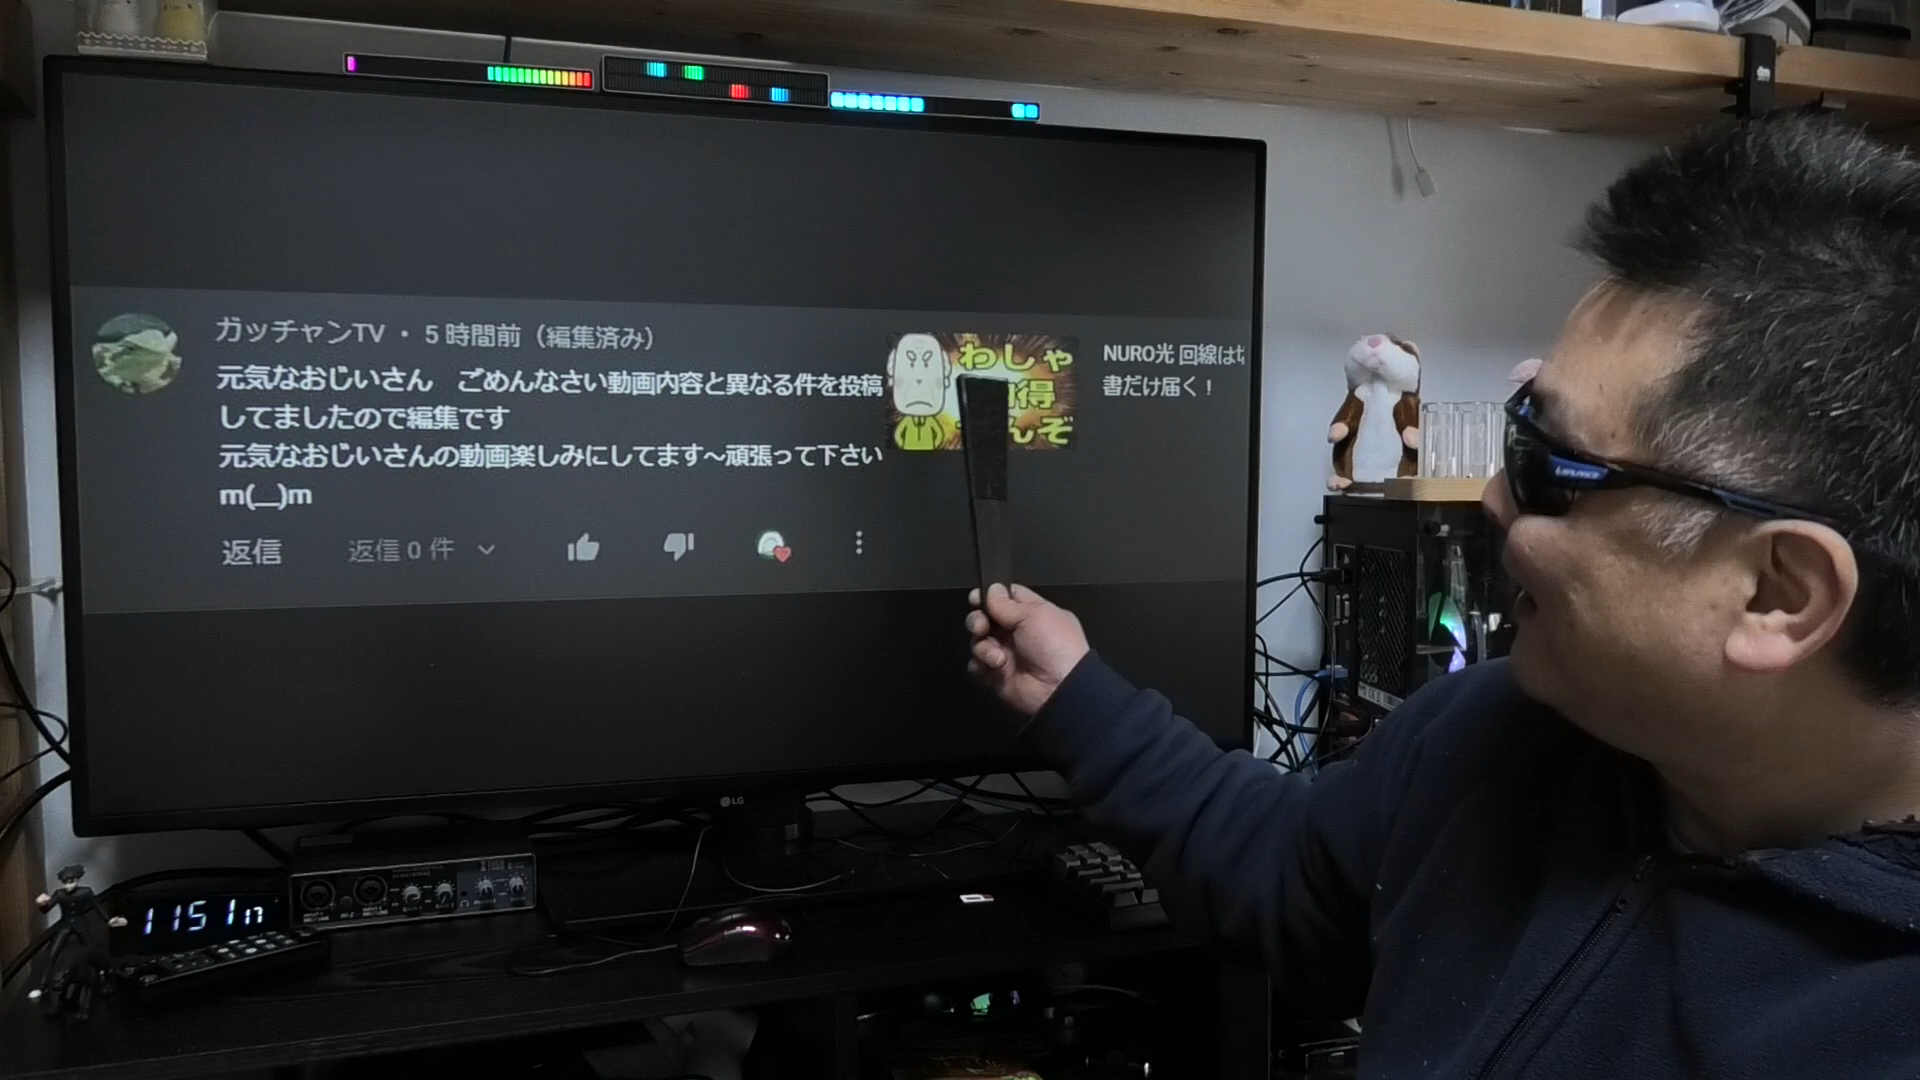 ガッチャンTV・5 時間前（編集済み）
元気なおじいさん　ごめんなさい動画内容と異なる件を投稿
してましたので編集です
元気なおじいさんの動画楽しみにしてます〜頑張って下さい
m(__)m
返信
返信 0 件
わしゃ
得
んぞ
NURO光 回線は
書だけ届く！
LG
1151
17